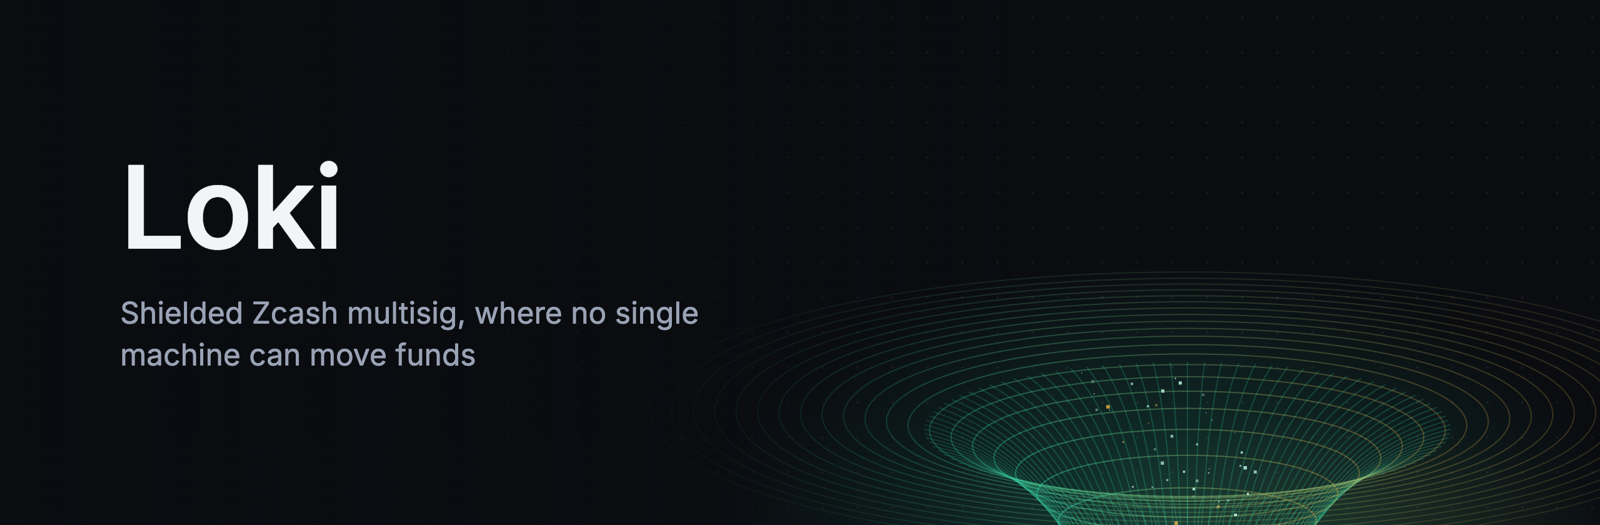 Loki
Shielded Zcash multisig, where no single
machine can move funds